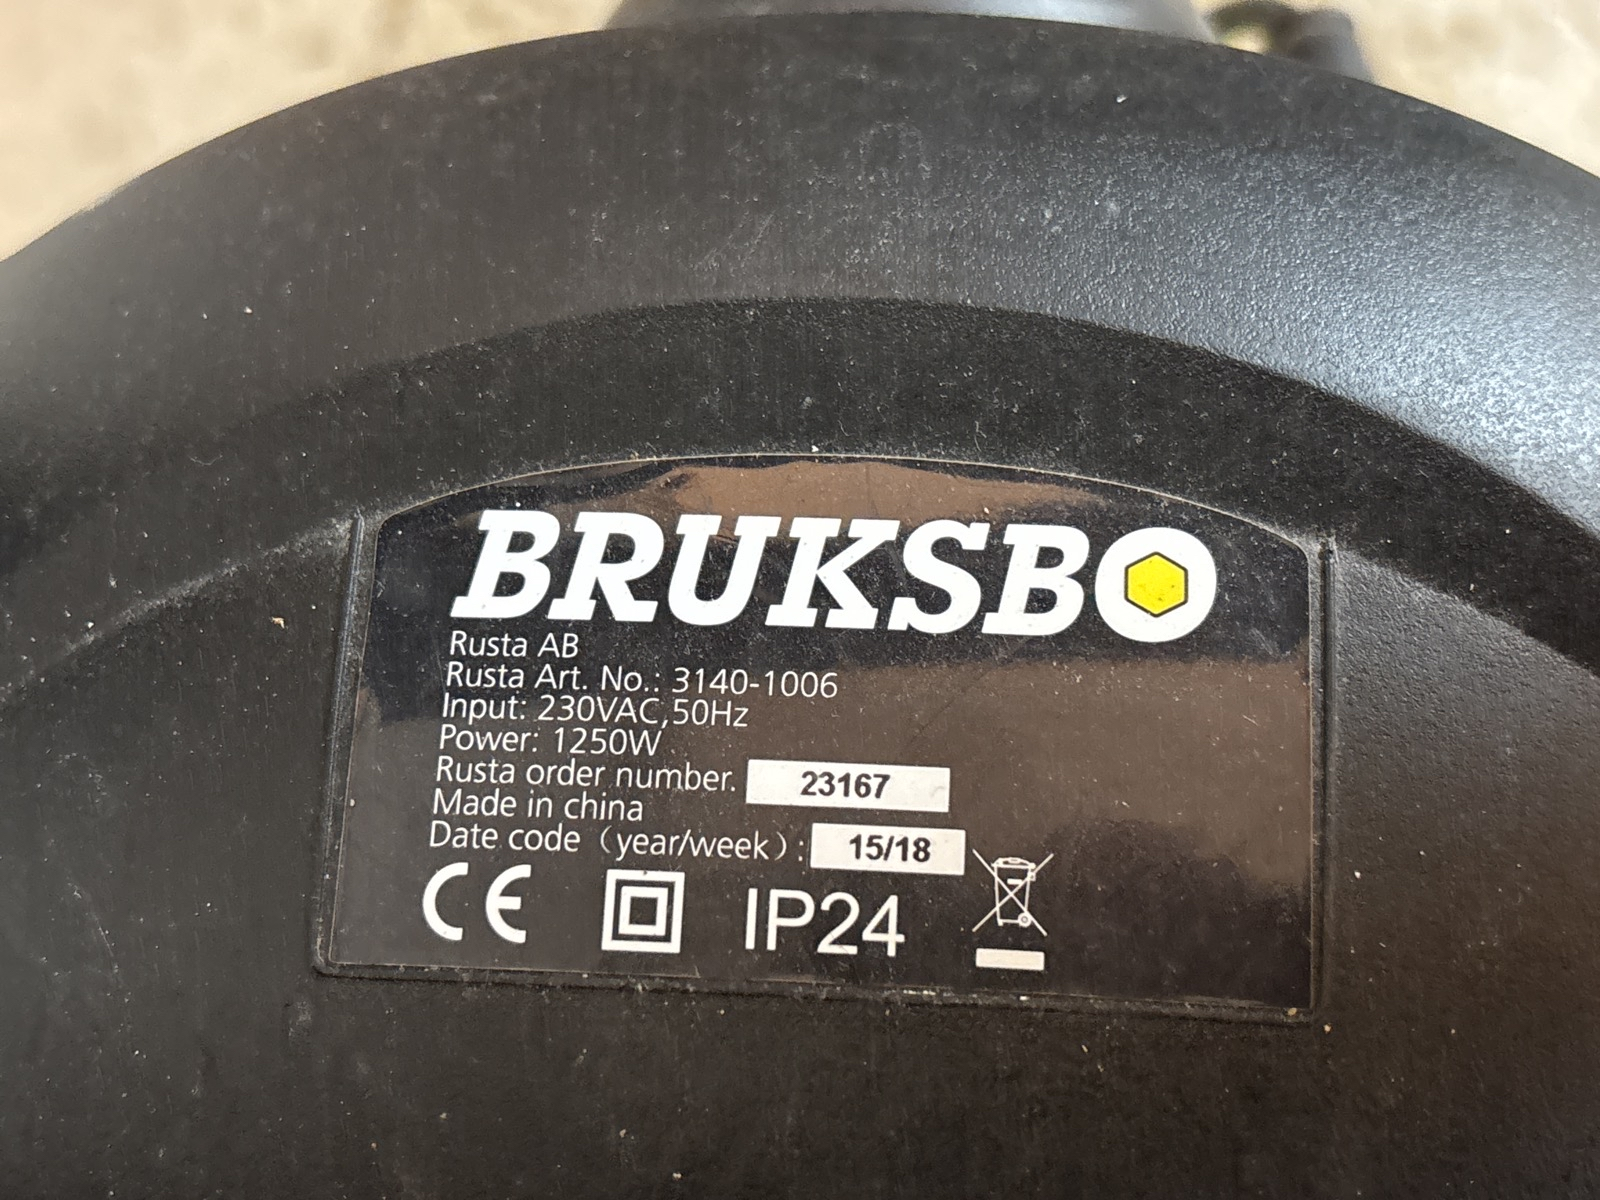 BRUKSBO
Rusta AB
Rusta Art. No.: 3140-1006
Input: 230VAC,50Hz
Power: 1250W
Rusta order number. 23167
Made in china
Date code（year/week）: 15/18
CE IP24